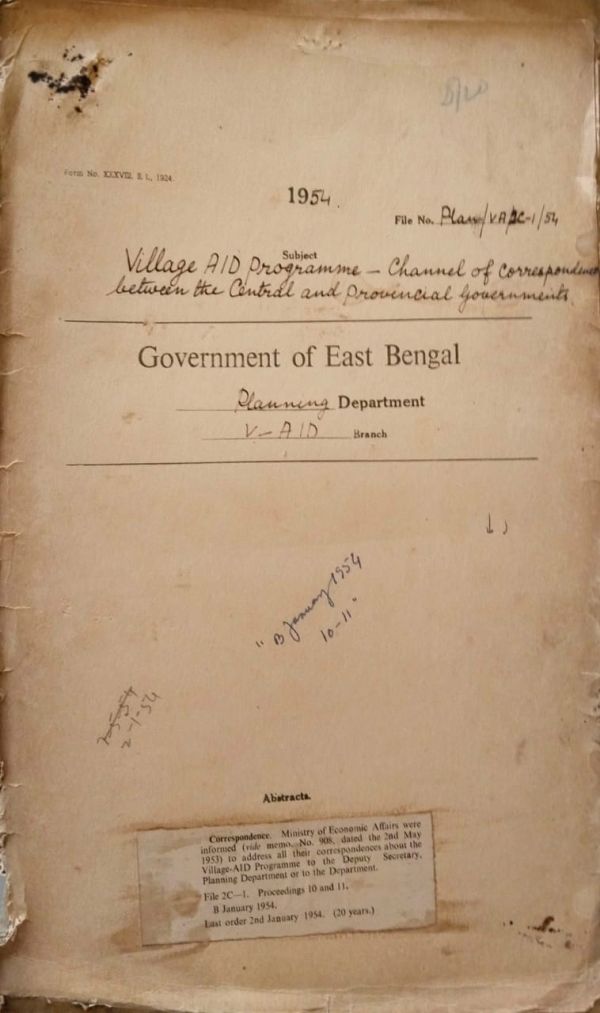 Form No. XXXVIII. S. I., 1924.
1954.
File No. Plan/VA/2C-1/54
Subject
Village AID Programme – Channel of correspondence
between the Central and Provincial Governments.
Government of East Bengal
Planning Department
V-AID Branch
"B January 1954
10-11"
2-1-54
Abstracts.
Correspondence. Ministry of Economic Affairs were
informed (vide memo. No. 908, dated the 2nd May
1953) to address all their correspondences about the
Village-AID Programme to the Deputy Secretary,
Planning Department or to the Department.
File 2C—1. Proceedings 10 and 11,
B January 1954.
Last order 2nd January 1954. (20 years.)